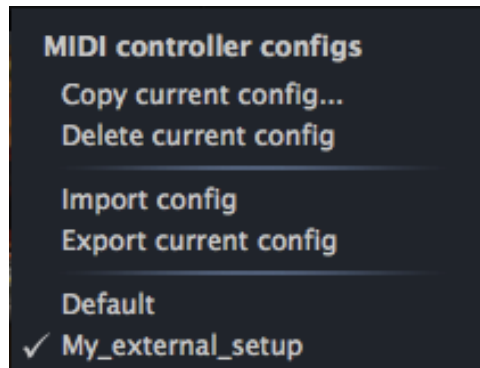 MIDI controller configs
Copy current config...
Delete current config
Import config
Export current config
Default
My_external_setup